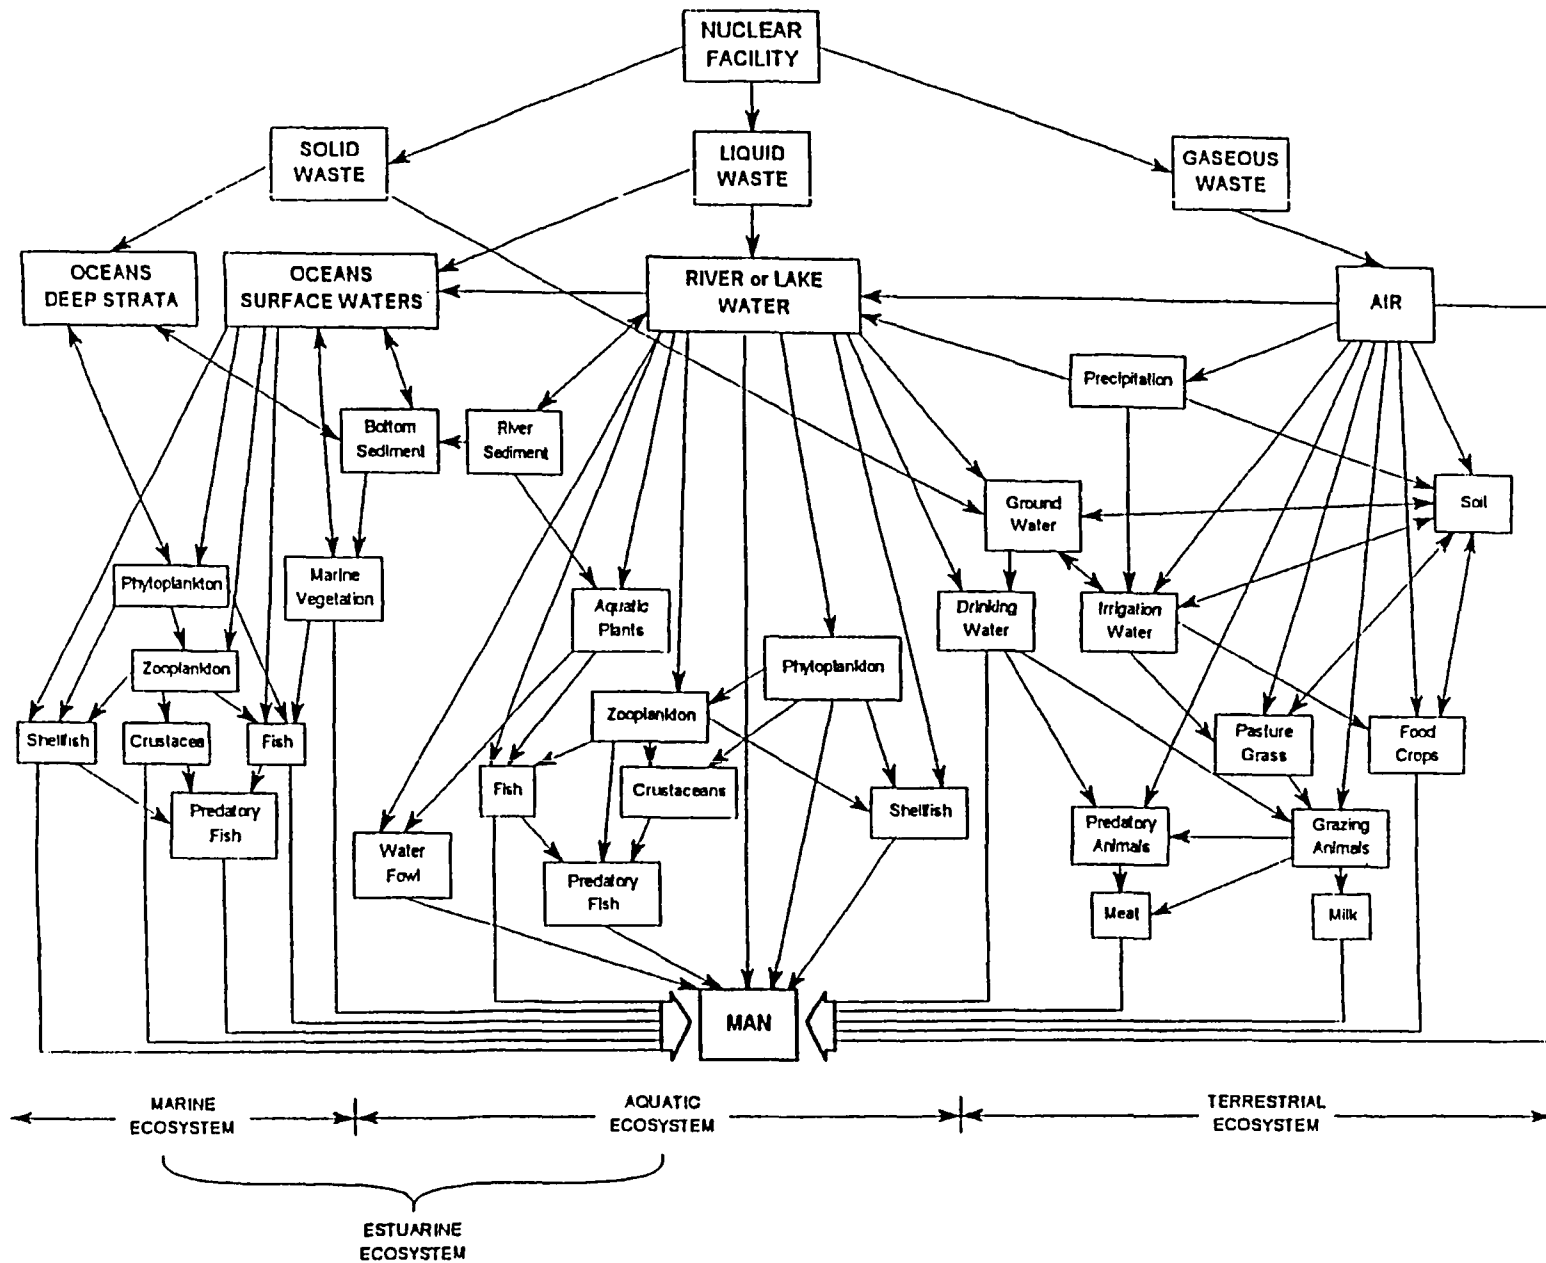 NUCLEAR
FACILITY
SOLID
WASTE
LIQUID
WASTE
GASEOUS
WASTE
OCEANS
DEEP STRATA
OCEANS
SURFACE WATERS
RIVER or LAKE
WATER
AIR
Precipitation
Bottom
Sediment
River
Sediment
Ground
Water
Soil
Phytoplankton
Marine
Vegetation
Aquatic
Plants
Drinking
Water
Irrigation
Water
Zooplankton
Phytoplankton
Zooplankton
Shellfish
Crustacea
Fish
Pasture
Grass
Food
Crops
Fish
Crustaceans
Shellfish
Predatory
Fish
Predatory
Animals
Grazing
Animals
Water
Fowl
Predatory
Fish
Meat
Milk
MAN
MARINE
ECOSYSTEM
AQUATIC
ECOSYSTEM
TERRESTRIAL
ECOSYSTEM
ESTUARINE
ECOSYSTEM